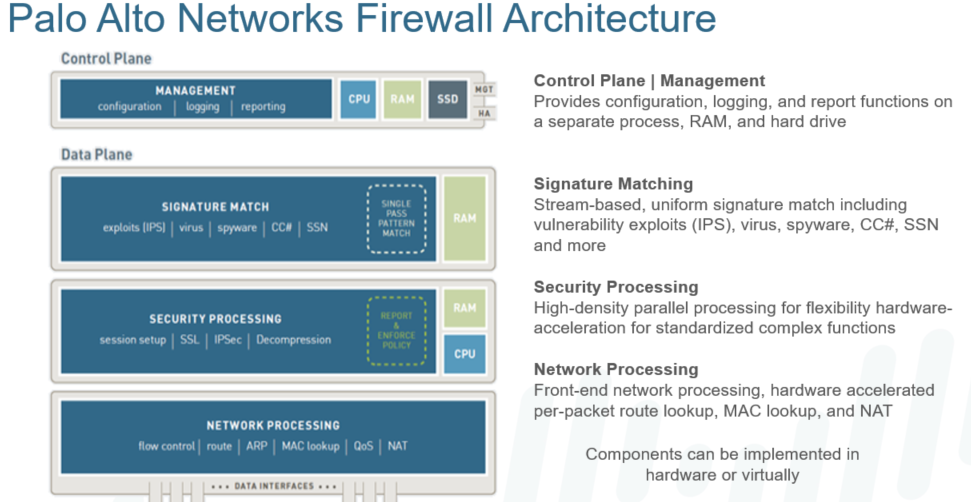 Palo Alto Networks Firewall Architecture
Control Plane
MANAGEMENT
configuration | logging | reporting
CPU
RAM
SSD
MGT
HA
Control Plane | Management
Provides configuration, logging, and report functions on
a separate process, RAM, and hard drive
Data Plane
SIGNATURE MATCH
exploits (IPS) | virus | spyware | CC# | SSN
SINGLE
PASS
PATTERN
MATCH
RAM
Signature Matching
Stream-based, uniform signature match including
vulnerability exploits (IPS), virus, spyware, CC#, SSN
and more
SECURITY PROCESSING
session setup | SSL | IPSec | Decompression
REPORT
&
ENFORCE
POLICY
RAM
CPU
Security Processing
High-density parallel processing for flexibility hardware-
acceleration for standardized complex functions
NETWORK PROCESSING
flow control | route | ARP | MAC lookup | QoS | NAT
••• DATA INTERFACES •••
Network Processing
Front-end network processing, hardware accelerated
per-packet route lookup, MAC lookup, and NAT
Components can be implemented in
hardware or virtually